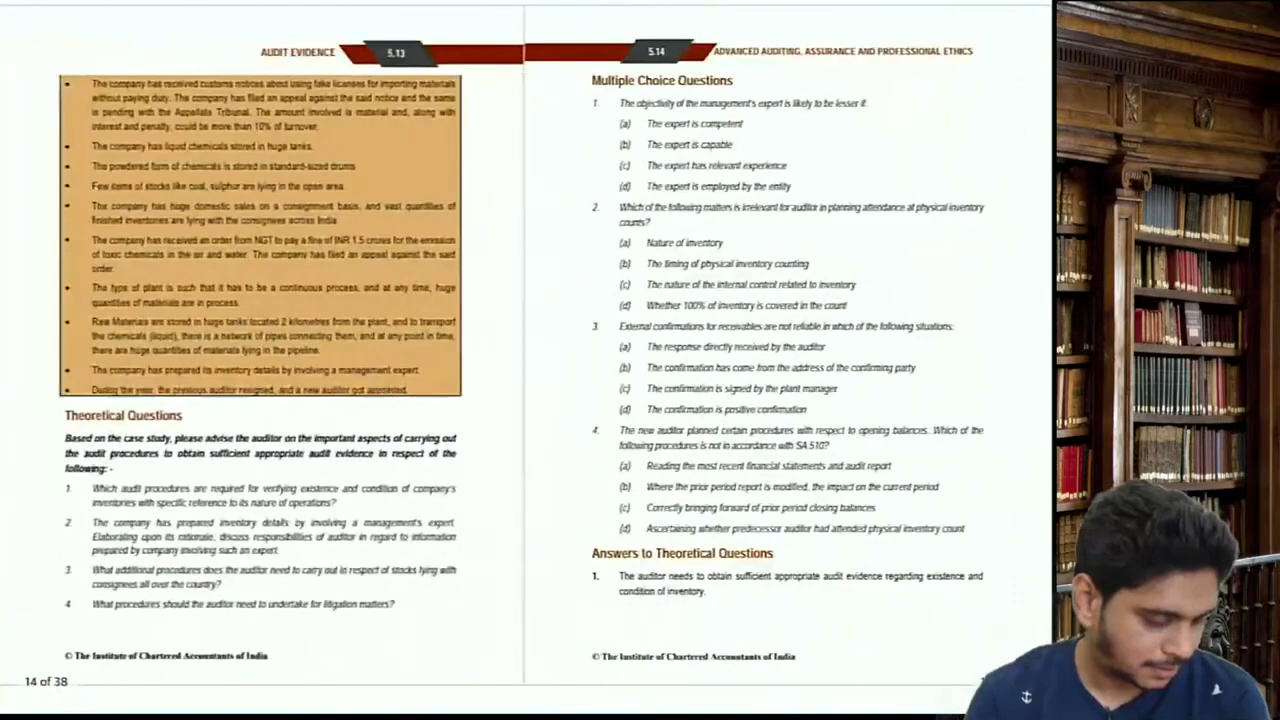 AUDIT EVIDENCE 5.13
The company has received customs notices about using fake licenses for importing materials
without paying duty. The company has filed an appeal against the said notice and the same
is pending with the Appellate Tribunal. The amount involved is material and, along with
interest and penalty, could be more than 10% of turnover.
The company has liquid chemicals stored in huge tanks.
The powdered form of chemicals is stored in standard-sized drums
Few items of stocks like coal, sulphur are lying in the open area
The company has huge domestic sales on a consignment basis, and vast quantities of
finished inventories are lying with the consignees across India
The company has received an order from NGT to pay a fine of INR 1.5 crores for the emission
of toxic chemicals in the air and water. The company has filed an appeal against the said
order.
The type of plant is such that it has to be a continuous process, and at any time, huge
quantities of materials are in process.
Raw Materials are stored in huge tanks located 2 kilometres from the plant, and to transport
the chemicals (liquid), there is a network of pipes connecting them, and at any point in time,
there are huge quantities of materials lying in the pipeline.
The company has prepared its inventory details by involving a management expert.
During the year, the previous auditor resigned, and a new auditor got appointed.
Theoretical Questions
Based on the case study, please advise the auditor on the important aspects of carrying out
the audit procedures to obtain sufficient appropriate audit evidence in respect of the
following: -
1. Which audit procedures are required for verifying existence and condition of company's
inventories with specific reference to its nature of operations?
2. The company has prepared inventory details by involving a management's expert.
Elaborating upon its rationale, discuss responsibilities of auditor in regard to information
prepared by company involving such an expert.
3. What additional procedures does the auditor need to carry out in respect of stocks lying with
consignees all over the country?
4 What procedures should the auditor need to undertake for litigation matters?
© The Institute of Chartered Accountants of India
14 of 38
5.14 ADVANCED AUDITING, ASSURANCE AND PROFESSIONAL ETHICS
Multiple Choice Questions
1. The objectivity of the management's expert is likely to be lesser if:
(a) The expert is competent
(b) The expert is capable
(c) The expert has relevant experience
(d) The expert is employed by the entity
2. Which of the following matters is irrelevant for auditor in planning attendance at physical inventory
counts?
(a) Nature of inventory
(b) The timing of physical inventory counting
(c) The nature of the internal control related to inventory
(d) Whether 100% of inventory is covered in the count
3. External confirmations for receivables are not reliable in which of the following situations:
(a) The response directly received by the auditor
(b) The confirmation has come from the address of the confirming party
(c) The confirmation is signed by the plant manager
(d) The confirmation is positive confirmation
4. The new auditor planned certain procedures with respect to opening balances. Which of the
following procedures is not in accordance with SA 510?
(a) Reading the most recent financial statements and audit report
(b) Where the prior period report is modified, the impact on the current period
(c) Correctly bringing forward of prior period closing balances
(d) Ascertaining whether predecessor auditor had attended physical inventory count
Answers to Theoretical Questions
1. The auditor needs to obtain sufficient appropriate audit evidence regarding existence and
condition of inventory.
© The Institute of Chartered Accountants of India